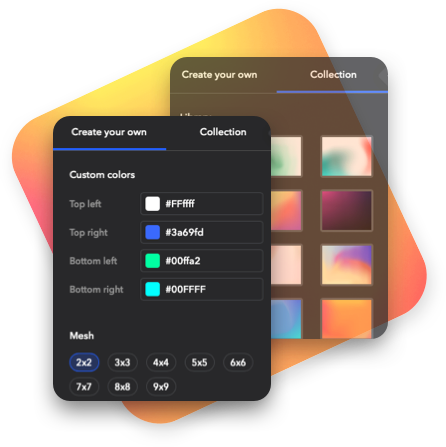 Create your own Collection
Create your own Collection
Custom colors
Top left #FFffff
Top right #3a69fd
Bottom left #00ffa2
Bottom right #00FFFF
Mesh
2x2 3x3 4x4 5x5 6x6
7x7 8x8 9x9